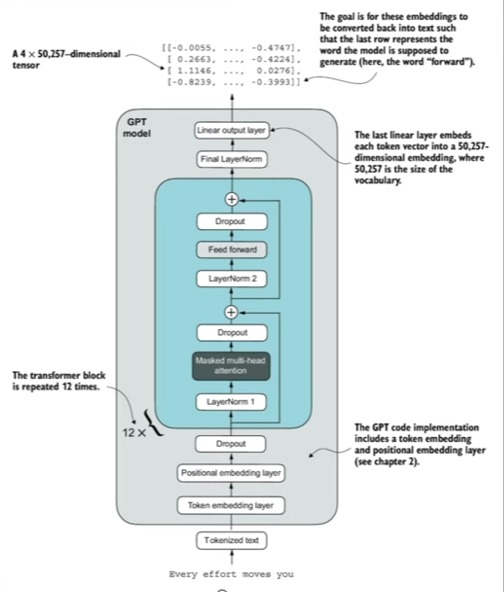 The goal is for these embeddings to
be converted back into text such
that the last row represents the
word the model is supposed to
generate (here, the word “forward”).
A 4 × 50,257–dimensional
tensor
[[-0.0055, ..., -0.4747],
[ 0.2663, ..., -0.4224],
[ 1.1146, ..., 0.0276],
[-0.8239, ..., -0.3993]]
GPT
model
Linear output layer
Final LayerNorm
The last linear layer embeds
each token vector into a 50,257-
dimensional embedding, where
50,257 is the size of the
vocabulary.
+
Dropout
Feed forward
LayerNorm 2
+
Dropout
Masked multi-head
attention
LayerNorm 1
The transformer block
is repeated 12 times.
12 ×
Dropout
Positional embedding layer
Token embedding layer
The GPT code implementation
includes a token embedding
and positional embedding layer
(see chapter 2).
Tokenized text
Every effort moves you